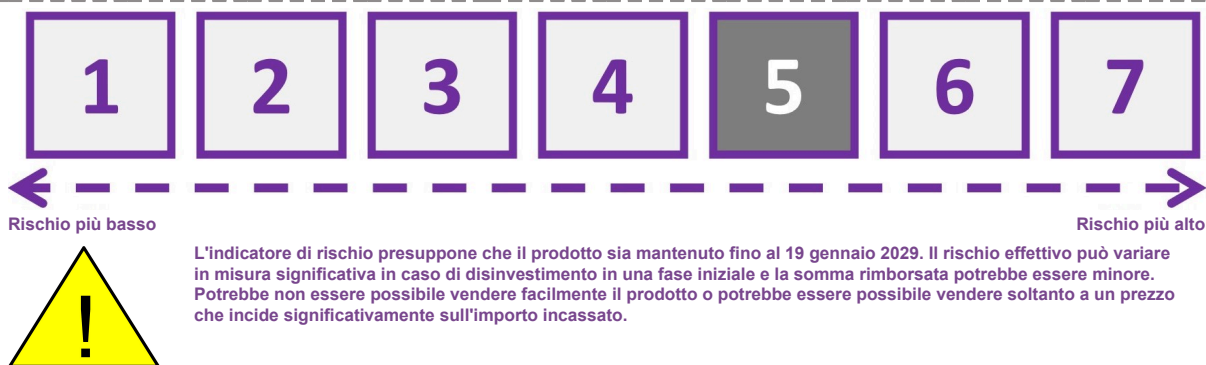 1 2 3 4 5 6 7
Rischio più basso Rischio più alto
L'indicatore di rischio presuppone che il prodotto sia mantenuto fino al 19 gennaio 2029. Il rischio effettivo può variare
in misura significativa in caso di disinvestimento in una fase iniziale e la somma rimborsata potrebbe essere minore.
Potrebbe non essere possibile vendere facilmente il prodotto o potrebbe essere possibile vendere soltanto a un prezzo
che incide significativamente sull'importo incassato.
!